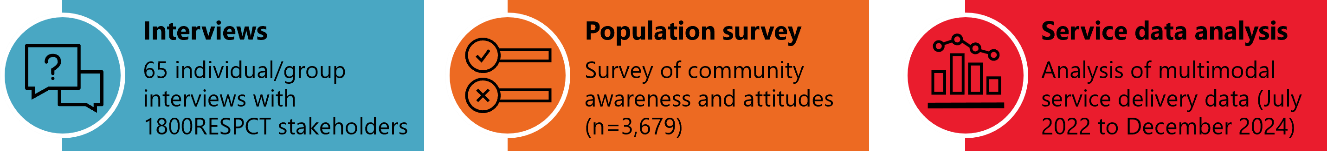 Interviews
65 individual/group
interviews with
1800RESPCT stakeholders
Population survey
Survey of community
awareness and attitudes
(n=3,679)
Service data analysis
Analysis of multimodal
service delivery data (July
2022 to December 2024)
?